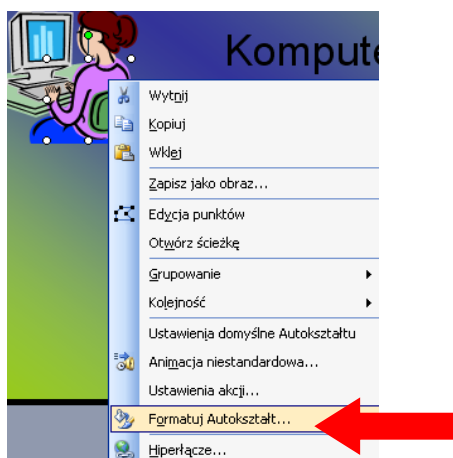 Kompute
Wytnij
Kopiuj
Wklej
Zapisz jako obraz...
Edycja punktów
Otwórz ścieżkę
Grupowanie
Kolejność
Ustawienia domyślne Autokształtu
Animacja niestandardowa...
Ustawienia akcji...
Formatuj Autokształt...
Hiperłącze...